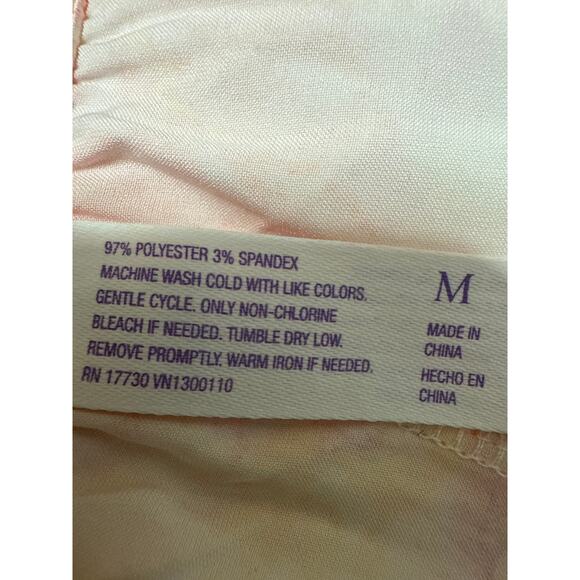 97% POLYESTER 3% SPANDEX
MACHINE WASH COLD WITH LIKE COLORS.
GENTLE CYCLE. ONLY NON-CHLORINE
BLEACH IF NEEDED. TUMBLE DRY LOW.
REMOVE PROMPTLY. WARM IRON IF NEEDED.
RN 17730 VN1300110
M
MADE IN
CHINA
HECHO EN
CHINA